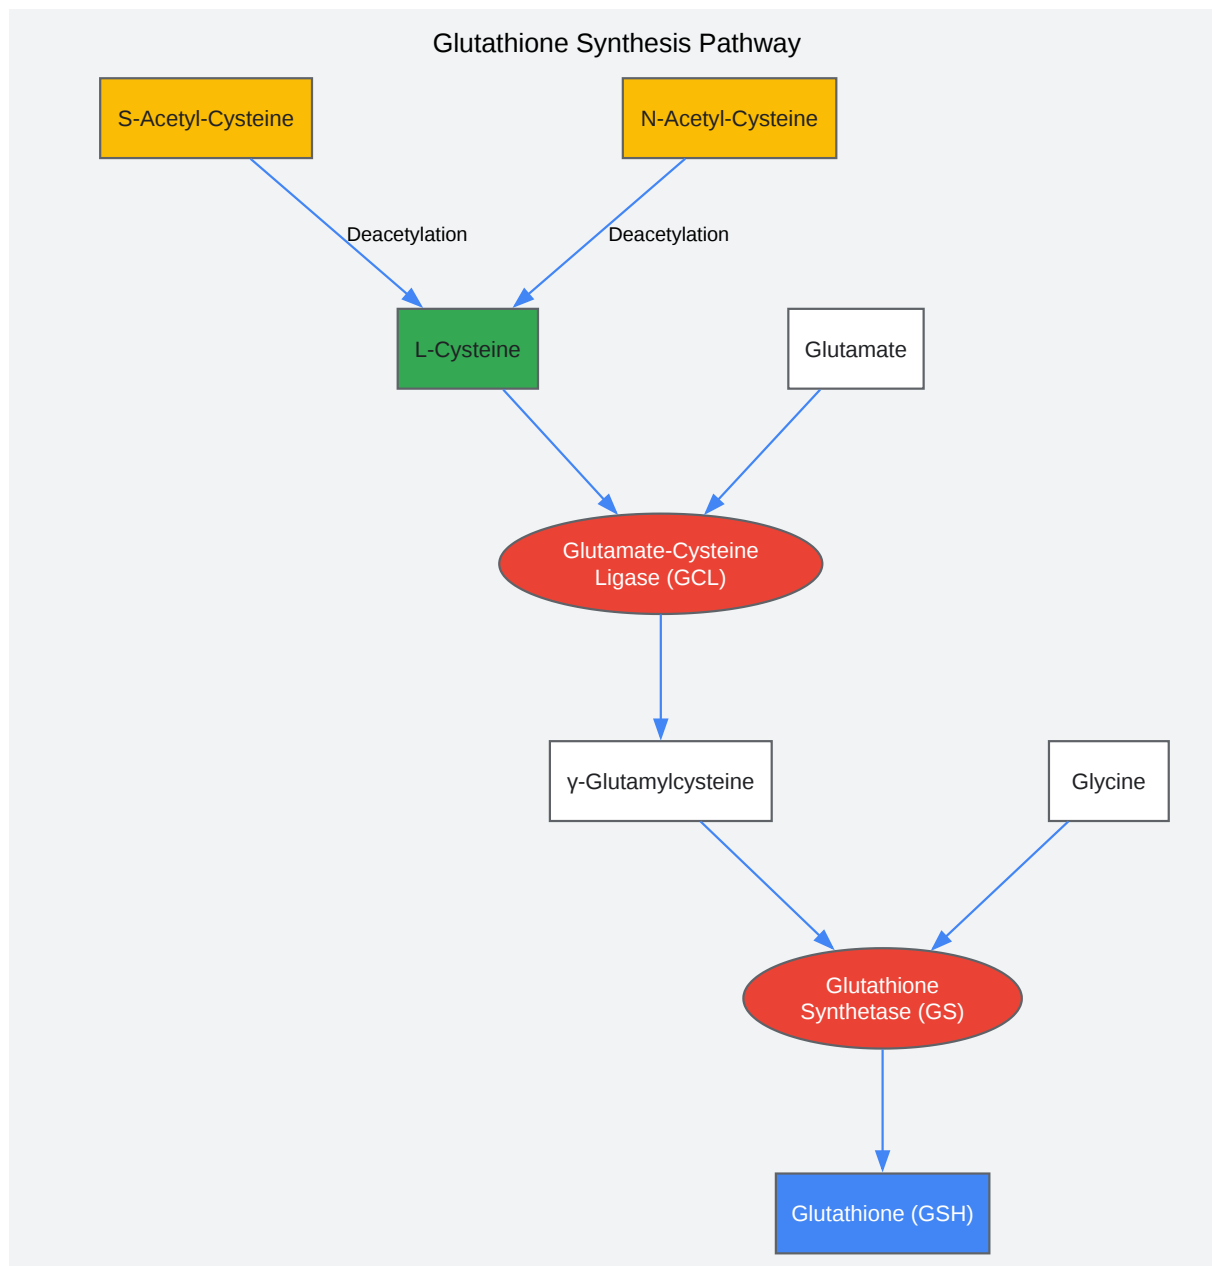 Glutathione Synthesis Pathway
S-Acetyl-Cysteine
N-Acetyl-Cysteine
Deacetylation
Deacetylation
L-Cysteine
Glutamate
Glutamate-Cysteine
Ligase (GCL)
γ-Glutamylcysteine
Glycine
Glutathione
Synthetase (GS)
Glutathione (GSH)